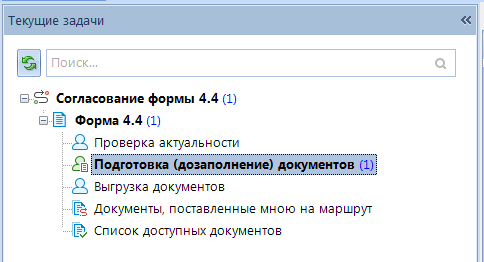 Текущие задачи
Поиск...
Согласование формы 4.4 (1)
Форма 4.4 (1)
Проверка актуальности
Подготовка (дозаполнение) документов (1)
Выгрузка документов
Документы, поставленные мною на маршрут
Список доступных документов